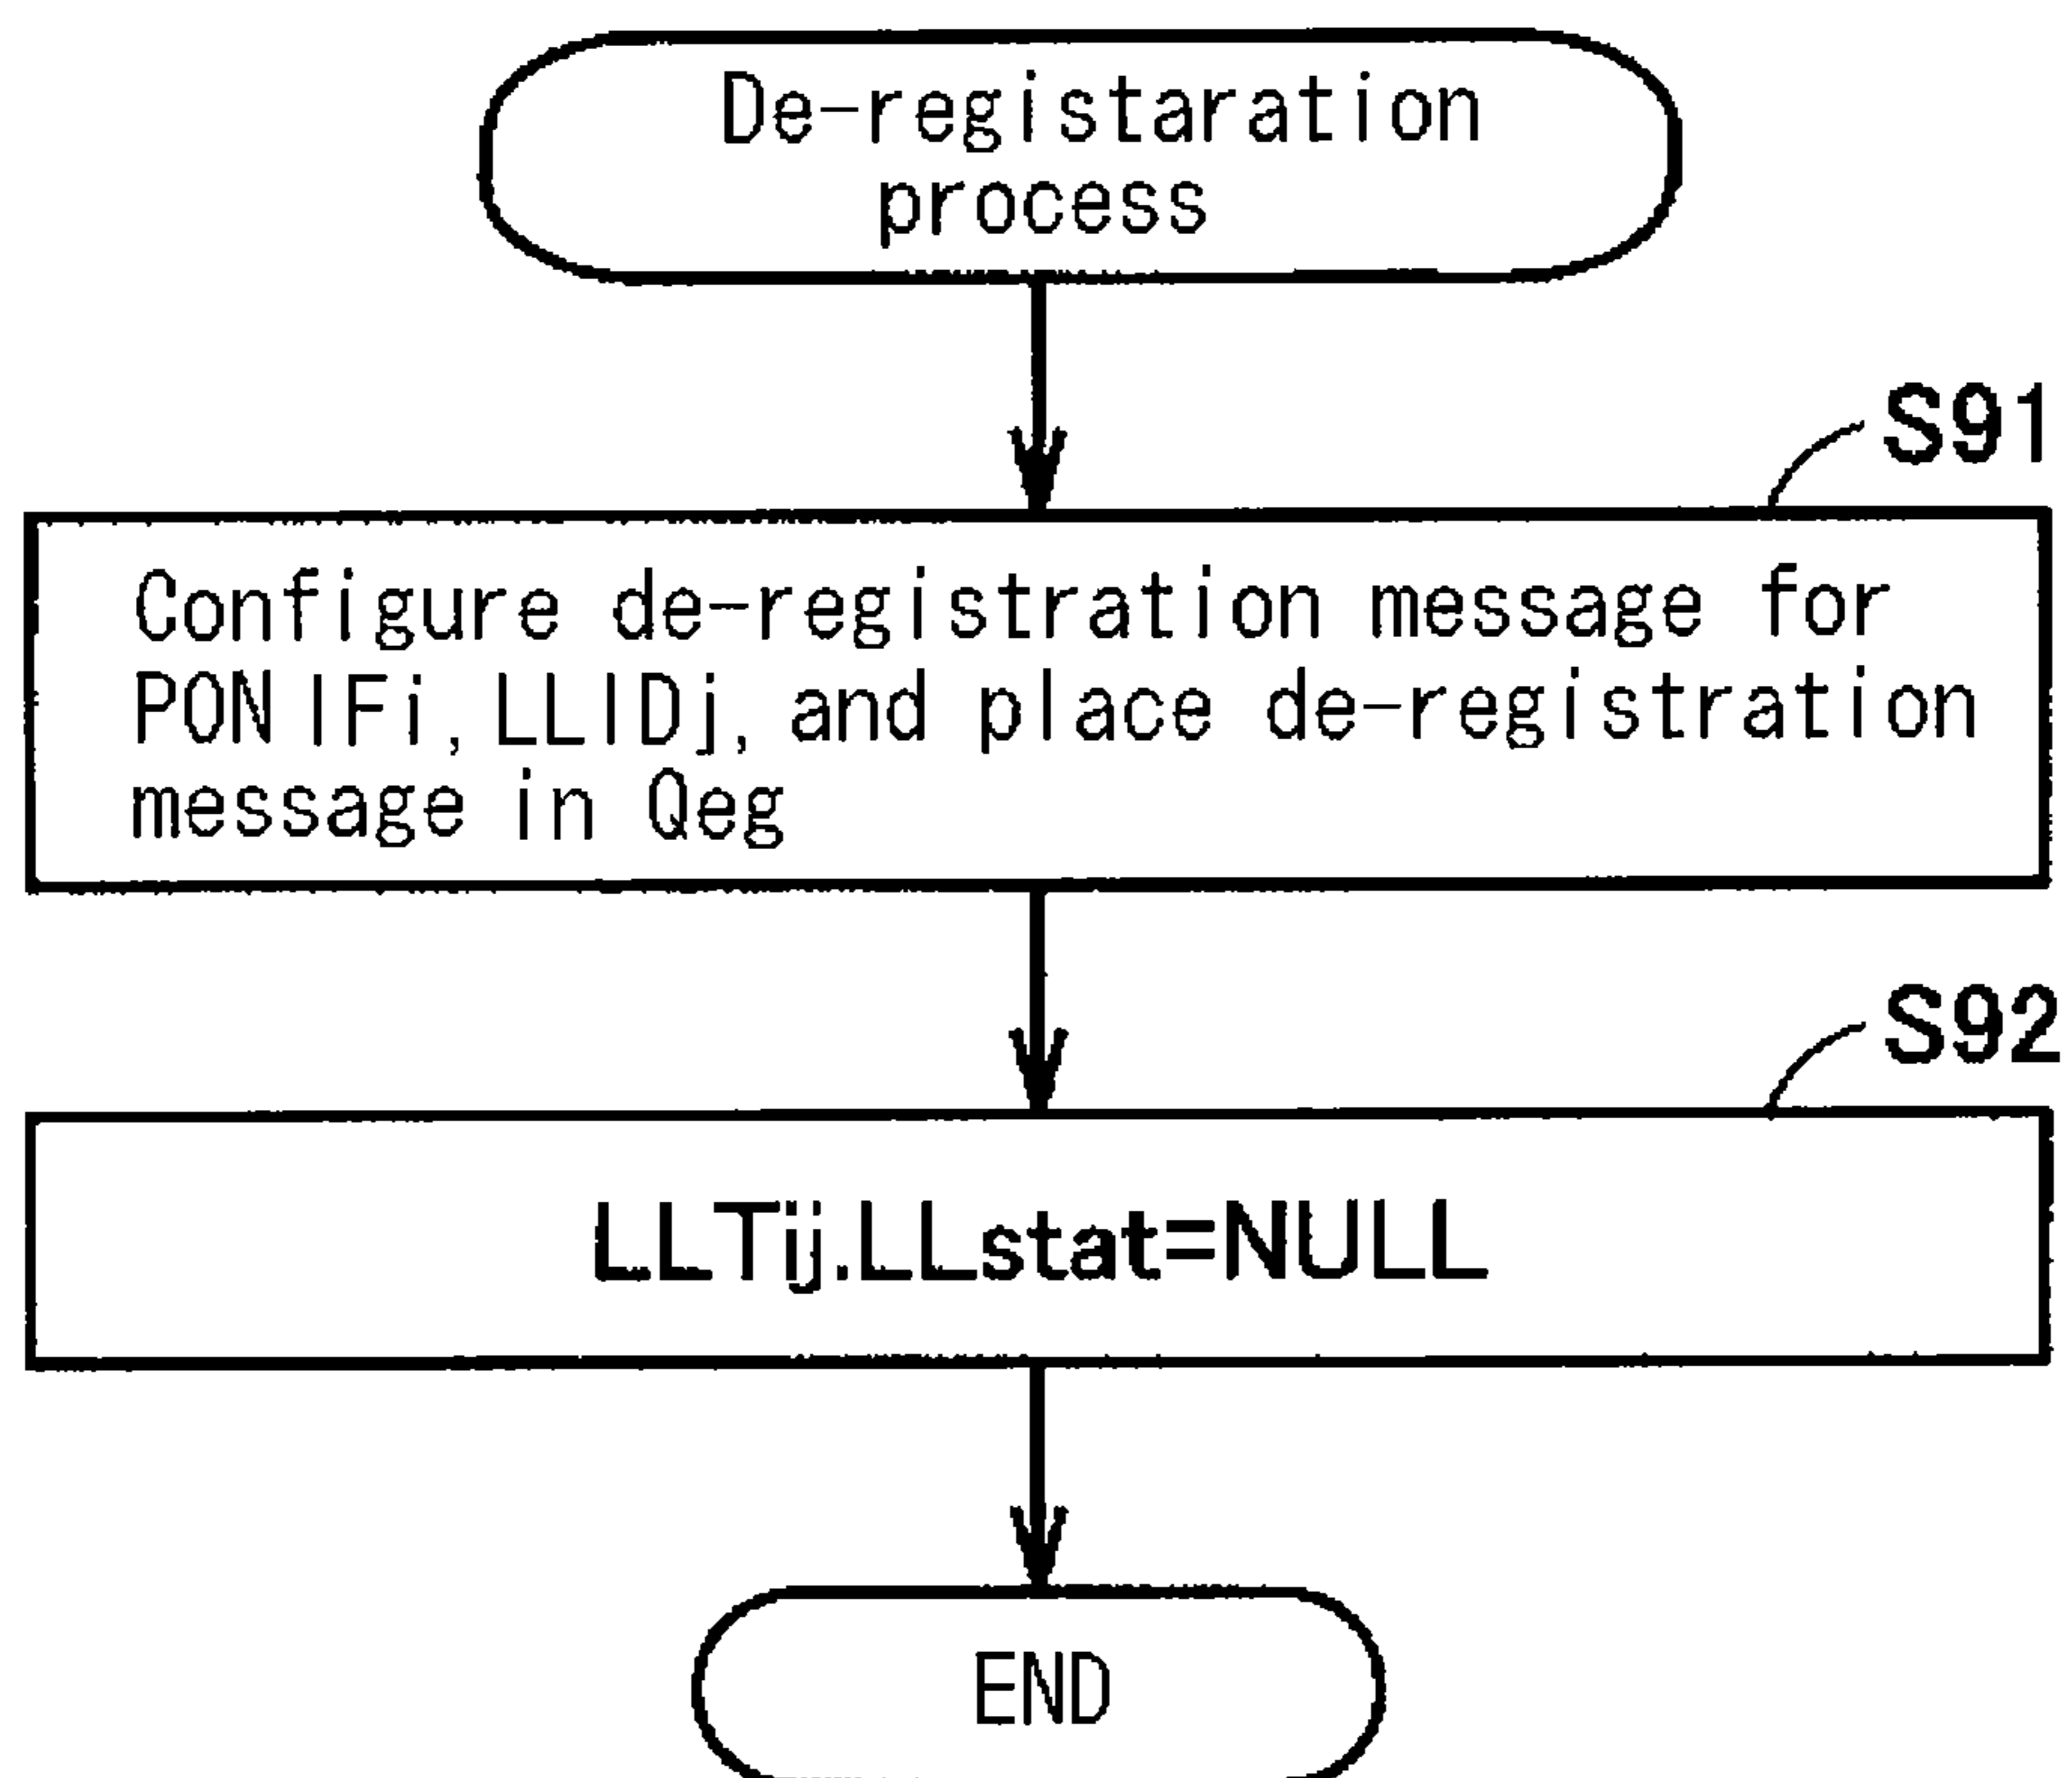 De-registaration
process
S91
Configure de-registration message for
PON IFi, LLIDj, and place de-registration
message in Qeg
S92
LLTij.LLstat=NULL
END